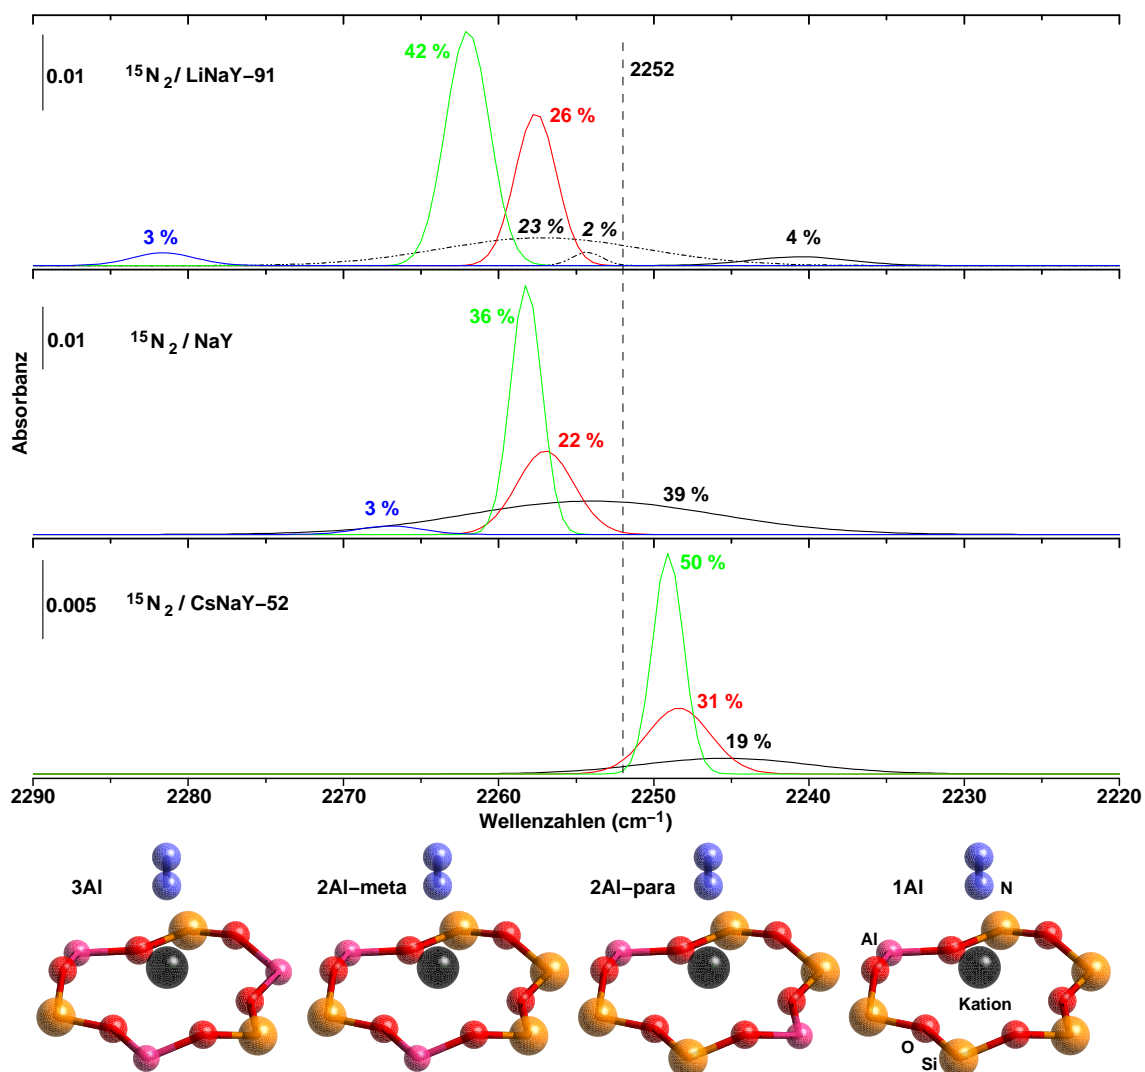 42 %
0.01 ¹⁵N₂ / LiNaY–91
2252
26 %
23 % 2 %
3 % 4 %
36 %
0.01 ¹⁵N₂ / NaY
22 %
39 %
3 %
Absorbanz
50 %
0.005 ¹⁵N₂ / CsNaY–52
31 %
19 %
2290 2280 2270 2260 2250 2240 2230 2220
Wellenzahlen (cm⁻¹)
3Al 2Al–meta 2Al–para 1Al N
Al
Kation
O
Si